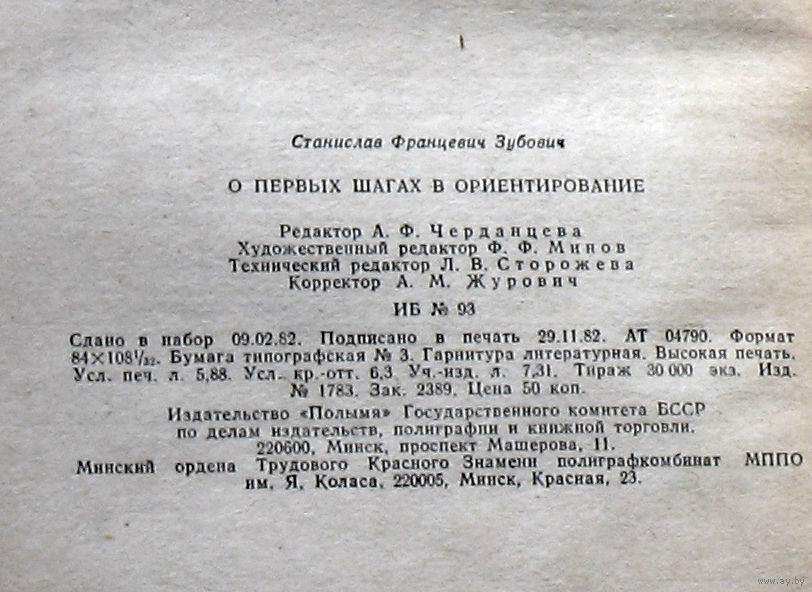 Станислав Францевич Зубович
О ПЕРВЫХ ШАГАХ В ОРИЕНТИРОВАНИЕ
Редактор А. Ф. Черданцева
Художественный редактор Ф. Ф. Минов
Технический редактор Л. В. Сторожева
Корректор А. М. Журович
ИБ № 93
Сдано в набор 09.02.82. Подписано в печать 29.11.82. АТ 04790. Формат
84×108¹/₃₂. Бумага типографская № 3. Гарнитура литературная. Высокая печать.
Усл. печ. л. 5,88. Усл. кр.-отт. 6,3. Уч.-изд. л. 7,31. Тираж 30 000 экз. Изд.
№ 1783. Зак. 2389. Цена 50 коп.
Издательство «Полымя» Государственного комитета БССР
по делам издательств, полиграфии и книжной торговли.
220600, Минск, проспект Машерова, 11.
Минский ордена Трудового Красного Знамени полиграфкомбинат МППО
им. Я. Коласа, 220005, Минск, Красная, 23.
www.ay.by